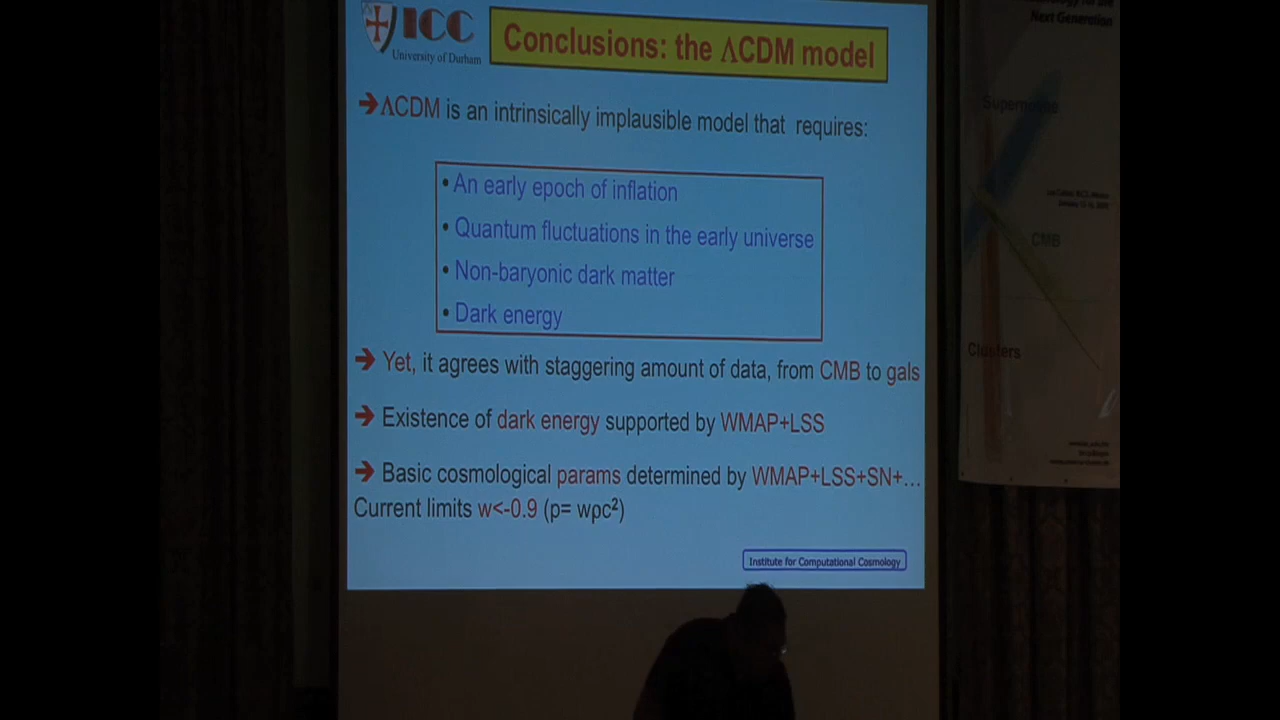 ICC
University of Durham
Conclusions: the ΛCDM model
➔ΛCDM is an intrinsically implausible model that requires:
• An early epoch of inflation
• Quantum fluctuations in the early universe
• Non-baryonic dark matter
• Dark energy
➔ Yet, it agrees with staggering amount of data, from CMB to gals
➔ Existence of dark energy supported by WMAP+LSS
➔ Basic cosmological params determined by WMAP+LSS+SN+…
Current limits w<-0.9 (p= wρc²)
Institute for Computational Cosmology
for the
Next Generation
Supernovae
CMB
Clusters